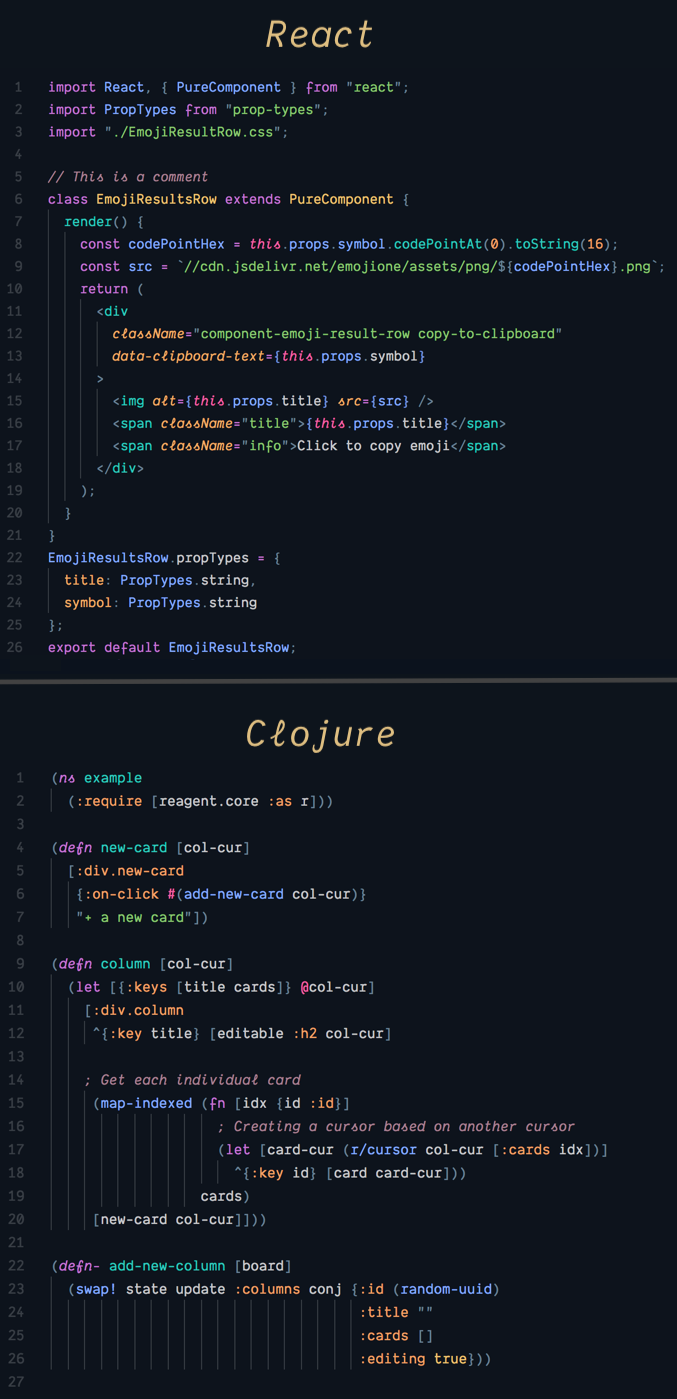 React
1 import React, { PureComponent } from "react";
2 import PropTypes from "prop-types";
3 import "./EmojiResultRow.css";
4
5 // This is a comment
6 class EmojiResultsRow extends PureComponent {
7   render() {
8     const codePointHex = this.props.symbol.codePointAt(0).toString(16);
9     const src = `//cdn.jsdelivr.net/emojione/assets/png/${codePointHex}.png`;
10     return (
11       <div
12         className="component-emoji-result-row copy-to-clipboard"
13         data-clipboard-text={this.props.symbol}
14       >
15         <img alt={this.props.title} src={src} />
16         <span className="title">{this.props.title}</span>
17         <span className="info">Click to copy emoji</span>
18       </div>
19     );
20   }
21 }
22 EmojiResultsRow.propTypes = {
23   title: PropTypes.string,
24   symbol: PropTypes.string
25 };
26 export default EmojiResultsRow;
Clojure
1 (ns example
2   (:require [reagent.core :as r]))
3
4 (defn new-card [col-cur]
5   [:div.new-card
6    {:on-click #(add-new-card col-cur)}
7    "+ a new card"])
8
9 (defn column [col-cur]
10   (let [{:keys [title cards]} @col-cur]
11     [:div.column
12      ^{:key title} [editable :h2 col-cur]
13
14     ; Get each individual card
15      (map-indexed (fn [idx {id :id}]
16                     ; Creating a cursor based on another cursor
17                     (let [card-cur (r/cursor col-cur [:cards idx])]
18                       ^{:key id} [card card-cur]))
19                   cards)
20      [new-card col-cur]]))
21
22 (defn- add-new-column [board]
23   (swap! state update :columns conj {:id (random-uuid)
24                                      :title ""
25                                      :cards []
26                                      :editing true}))
27